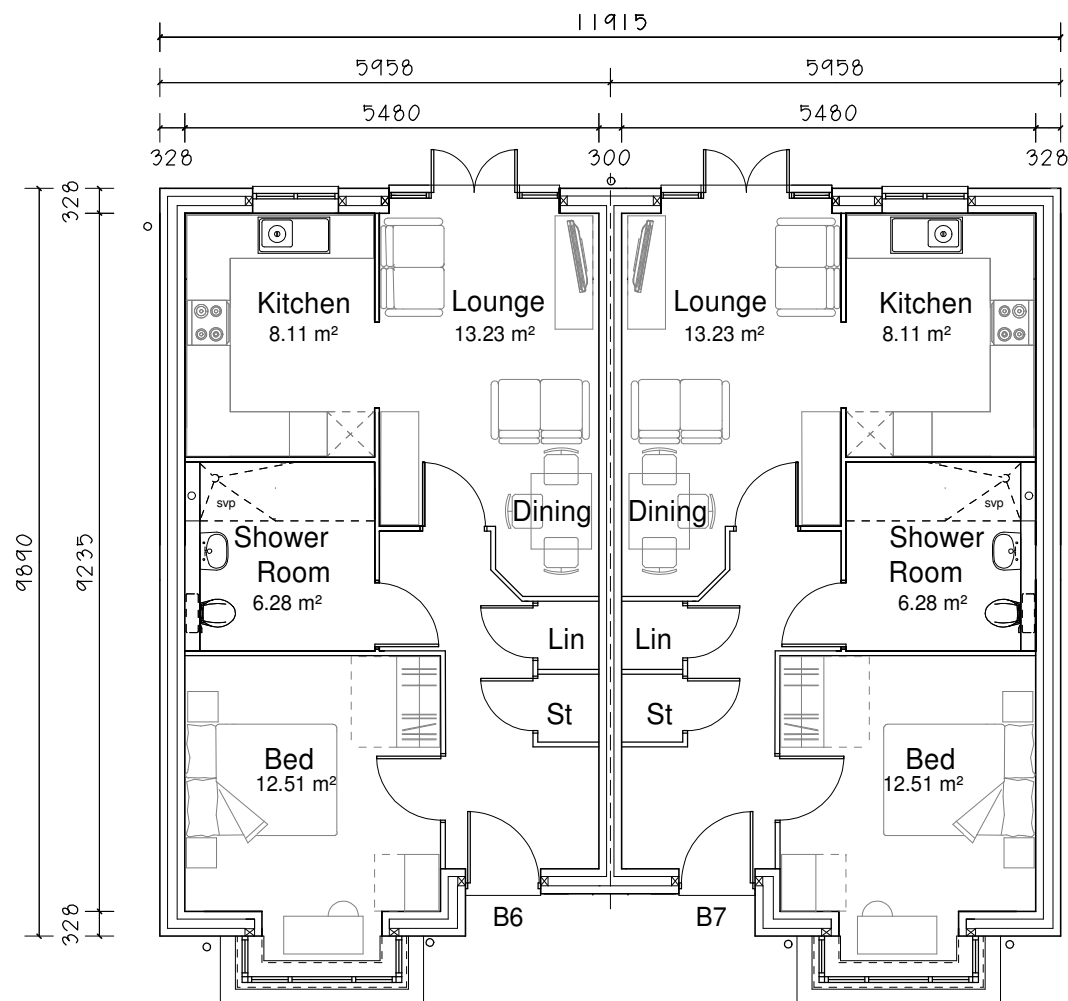 11915
5958 5958
5480 5480
328 300 328
328
Kitchen Lounge Lounge Kitchen
8.11 m² 13.23 m² 13.23 m² 8.11 m²
9890 9235
svp svp
Dining Dining
Shower Shower
Room Room
6.28 m² 6.28 m²
Lin Lin
St St
Bed Bed
12.51 m² 12.51 m²
328
B6 B7